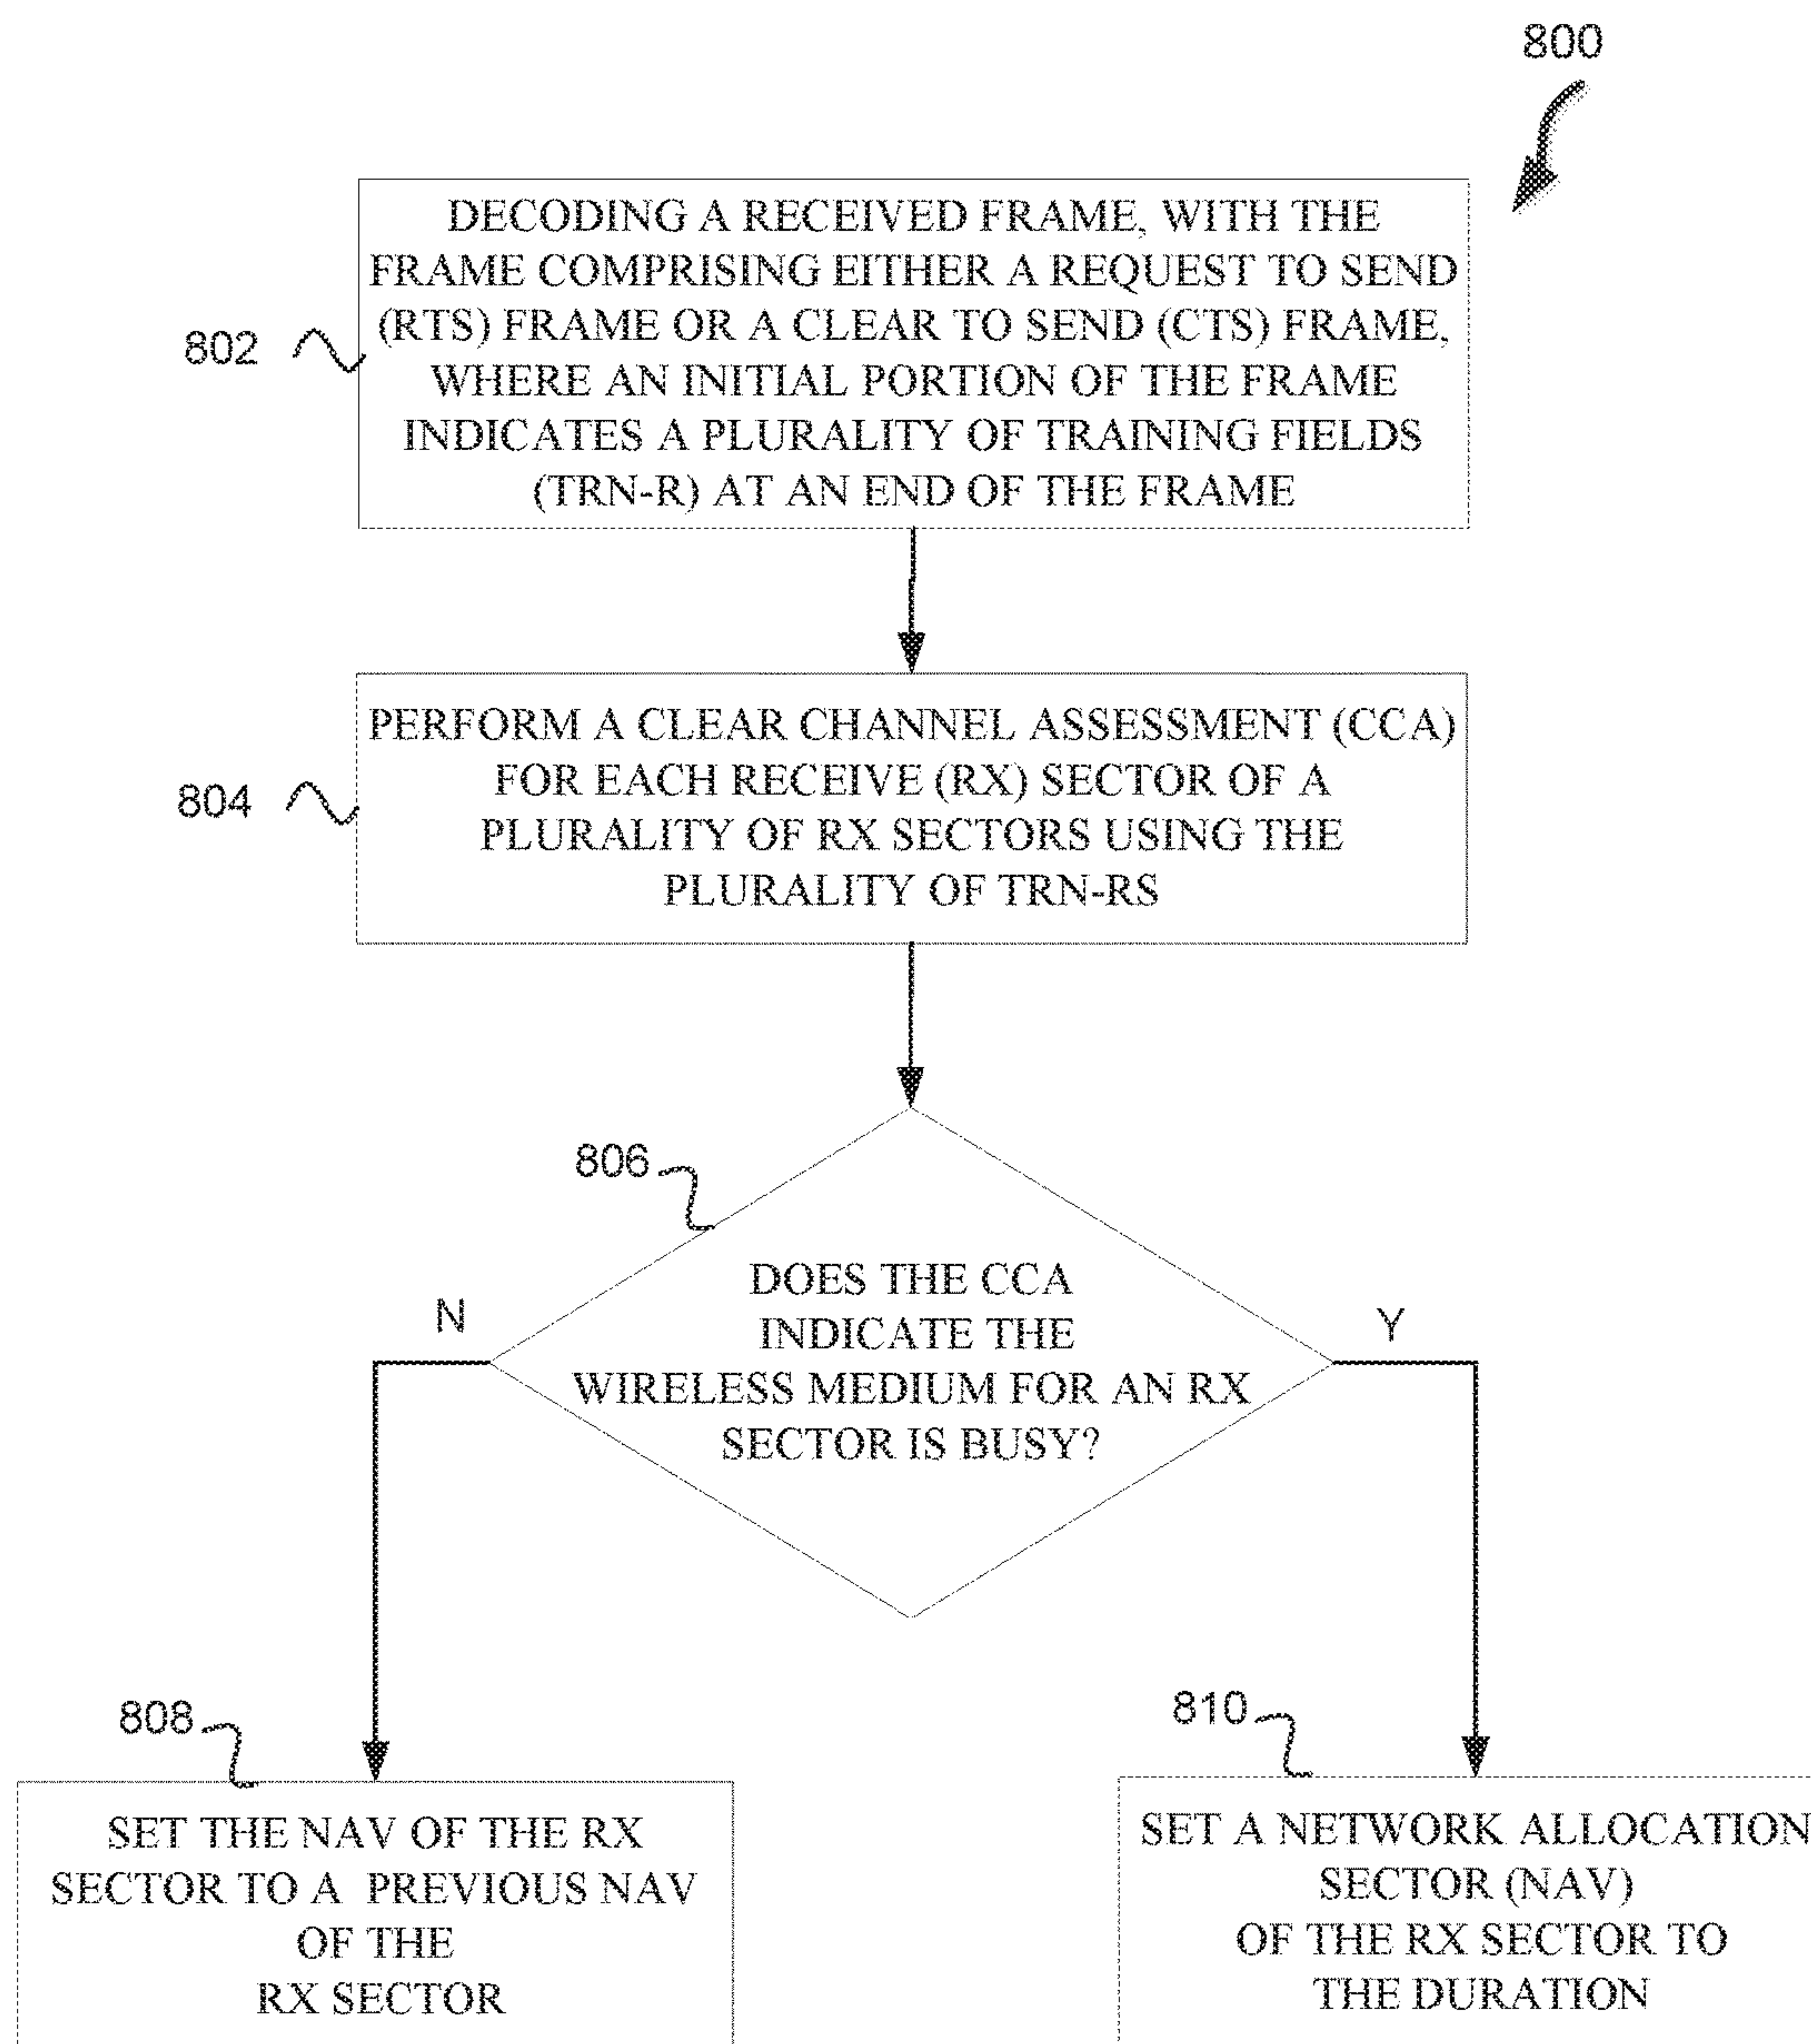 800
802
DECODING A RECEIVED FRAME, WITH THE
FRAME COMPRISING EITHER A REQUEST TO SEND
(RTS) FRAME OR A CLEAR TO SEND (CTS) FRAME,
WHERE AN INITIAL PORTION OF THE FRAME
INDICATES A PLURALITY OF TRAINING FIELDS
(TRN-R) AT AN END OF THE FRAME
804
PERFORM A CLEAR CHANNEL ASSESSMENT (CCA)
FOR EACH RECEIVE (RX) SECTOR OF A
PLURALITY OF RX SECTORS USING THE
PLURALITY OF TRN-RS
806
DOES THE CCA
INDICATE THE
WIRELESS MEDIUM FOR AN RX
SECTOR IS BUSY?
N
Y
808
SET THE NAV OF THE RX
SECTOR TO A PREVIOUS NAV
OF THE
RX SECTOR
810
SET A NETWORK ALLOCATION
SECTOR (NAV)
OF THE RX SECTOR TO
THE DURATION